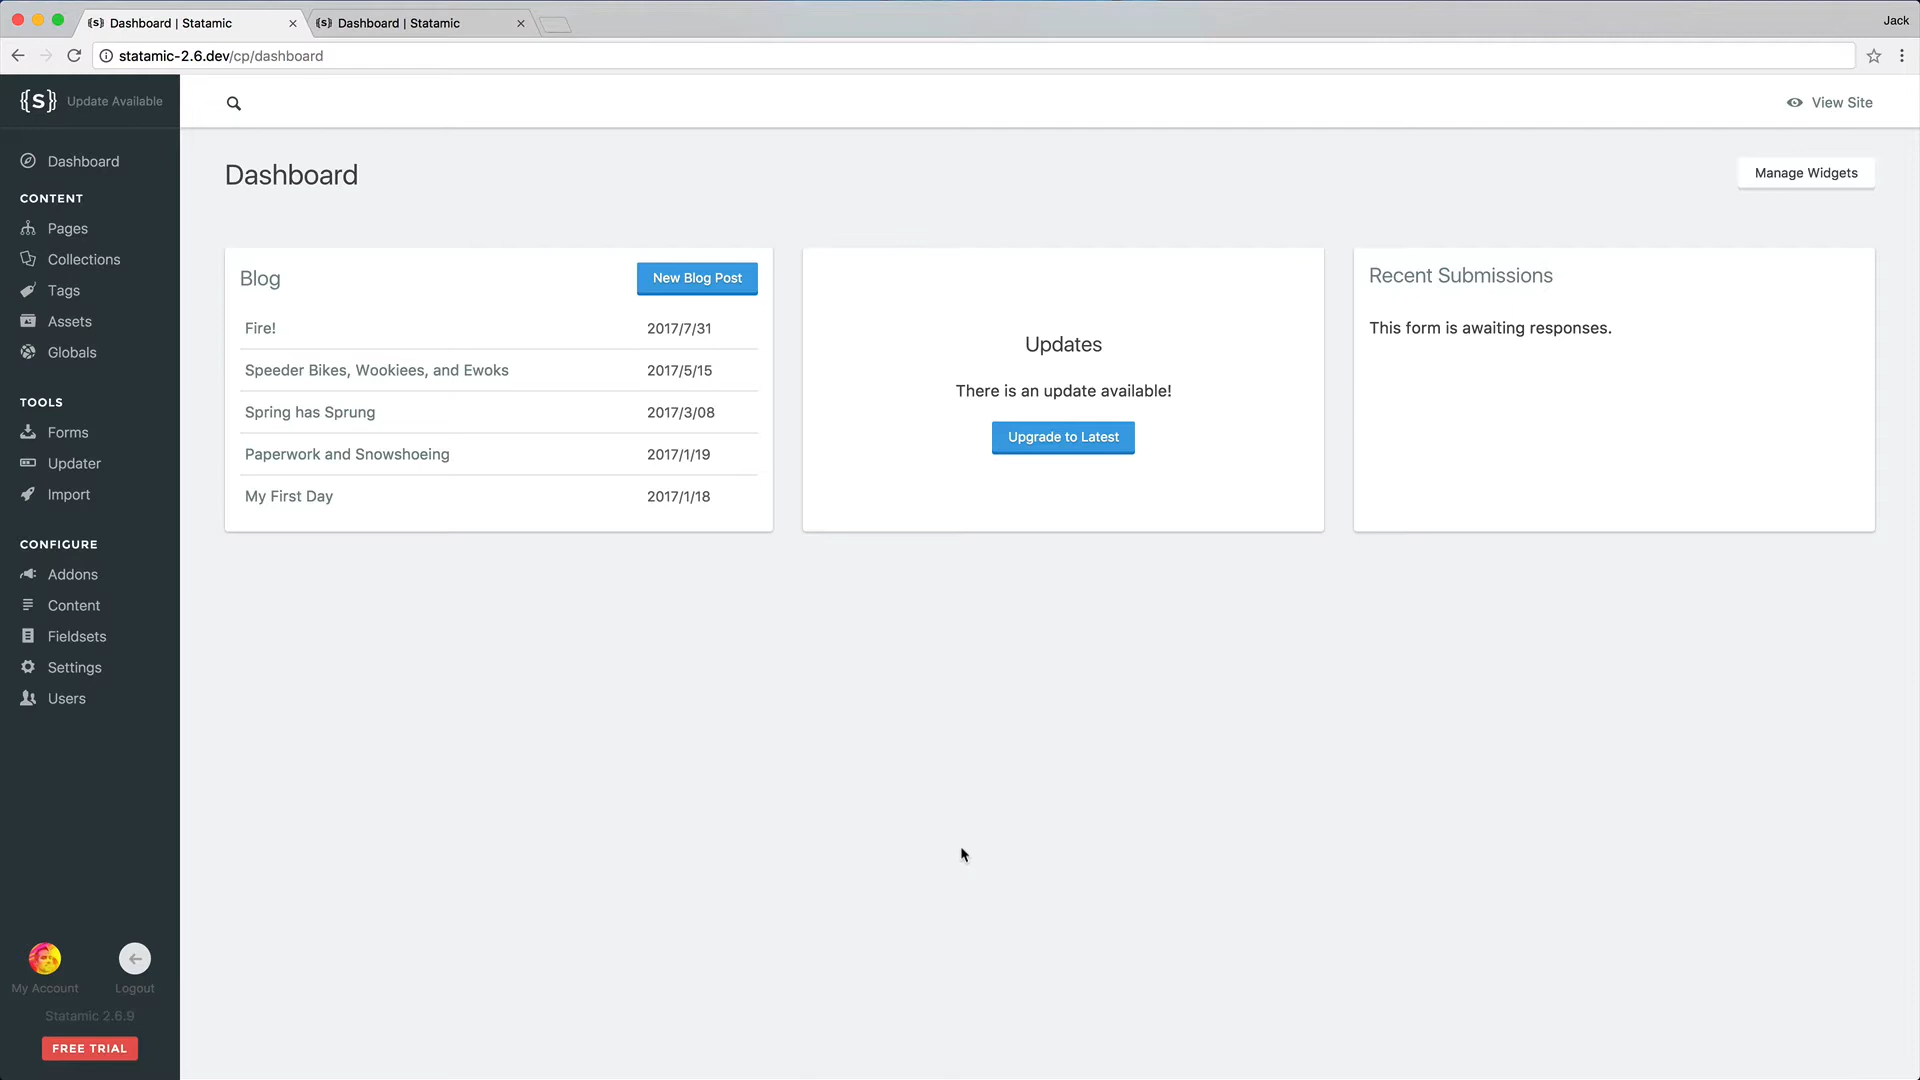 {s} Dashboard | Statamic
{s} Dashboard | Statamic
Jack
statamic-2.6.dev/cp/dashboard
{{s}} Update Available
View Site
Dashboard
CONTENT
Pages
Collections
Tags
Assets
Globals
TOOLS
Forms
Updater
Import
CONFIGURE
Addons
Content
Fieldsets
Settings
Users
My Account
Logout
Statamic 2.6.9
FREE TRIAL
Dashboard
Manage Widgets
Blog
New Blog Post
Fire! 2017/7/31
Speeder Bikes, Wookiees, and Ewoks 2017/5/15
Spring has Sprung 2017/3/08
Paperwork and Snowshoeing 2017/1/19
My First Day 2017/1/18
Updates
There is an update available!
Upgrade to Latest
Recent Submissions
This form is awaiting responses.